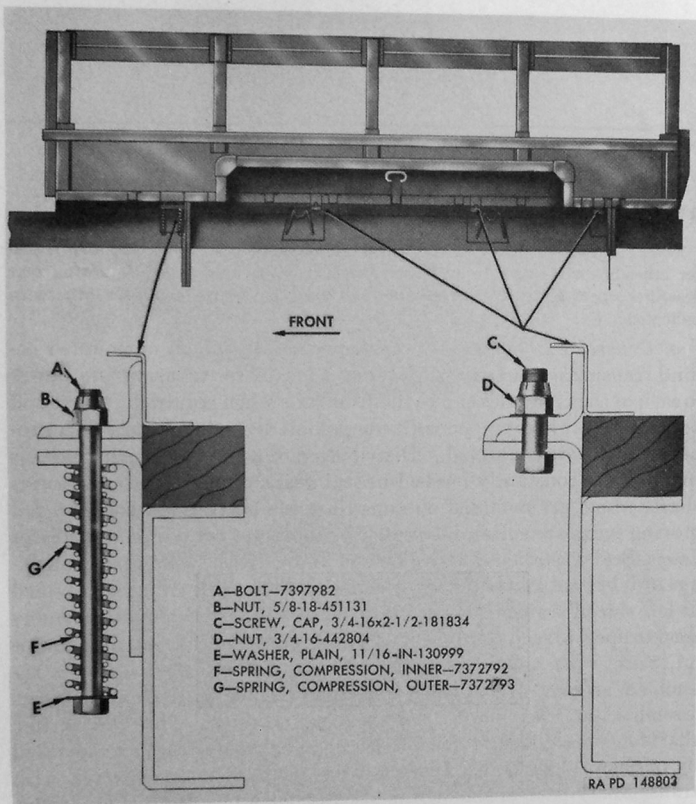 FRONT
A
B
C
D
G
F
E
A—BOLT—7397982
B—NUT, 5/8-18-451131
C—SCREW, CAP, 3/4-16x2-1/2-181834
D—NUT, 3/4-16-442804
E—WASHER, PLAIN, 11/16-IN-130999
F—SPRING, COMPRESSION, INNER—7372792
G—SPRING, COMPRESSION, OUTER—7372793
RA PD 148803